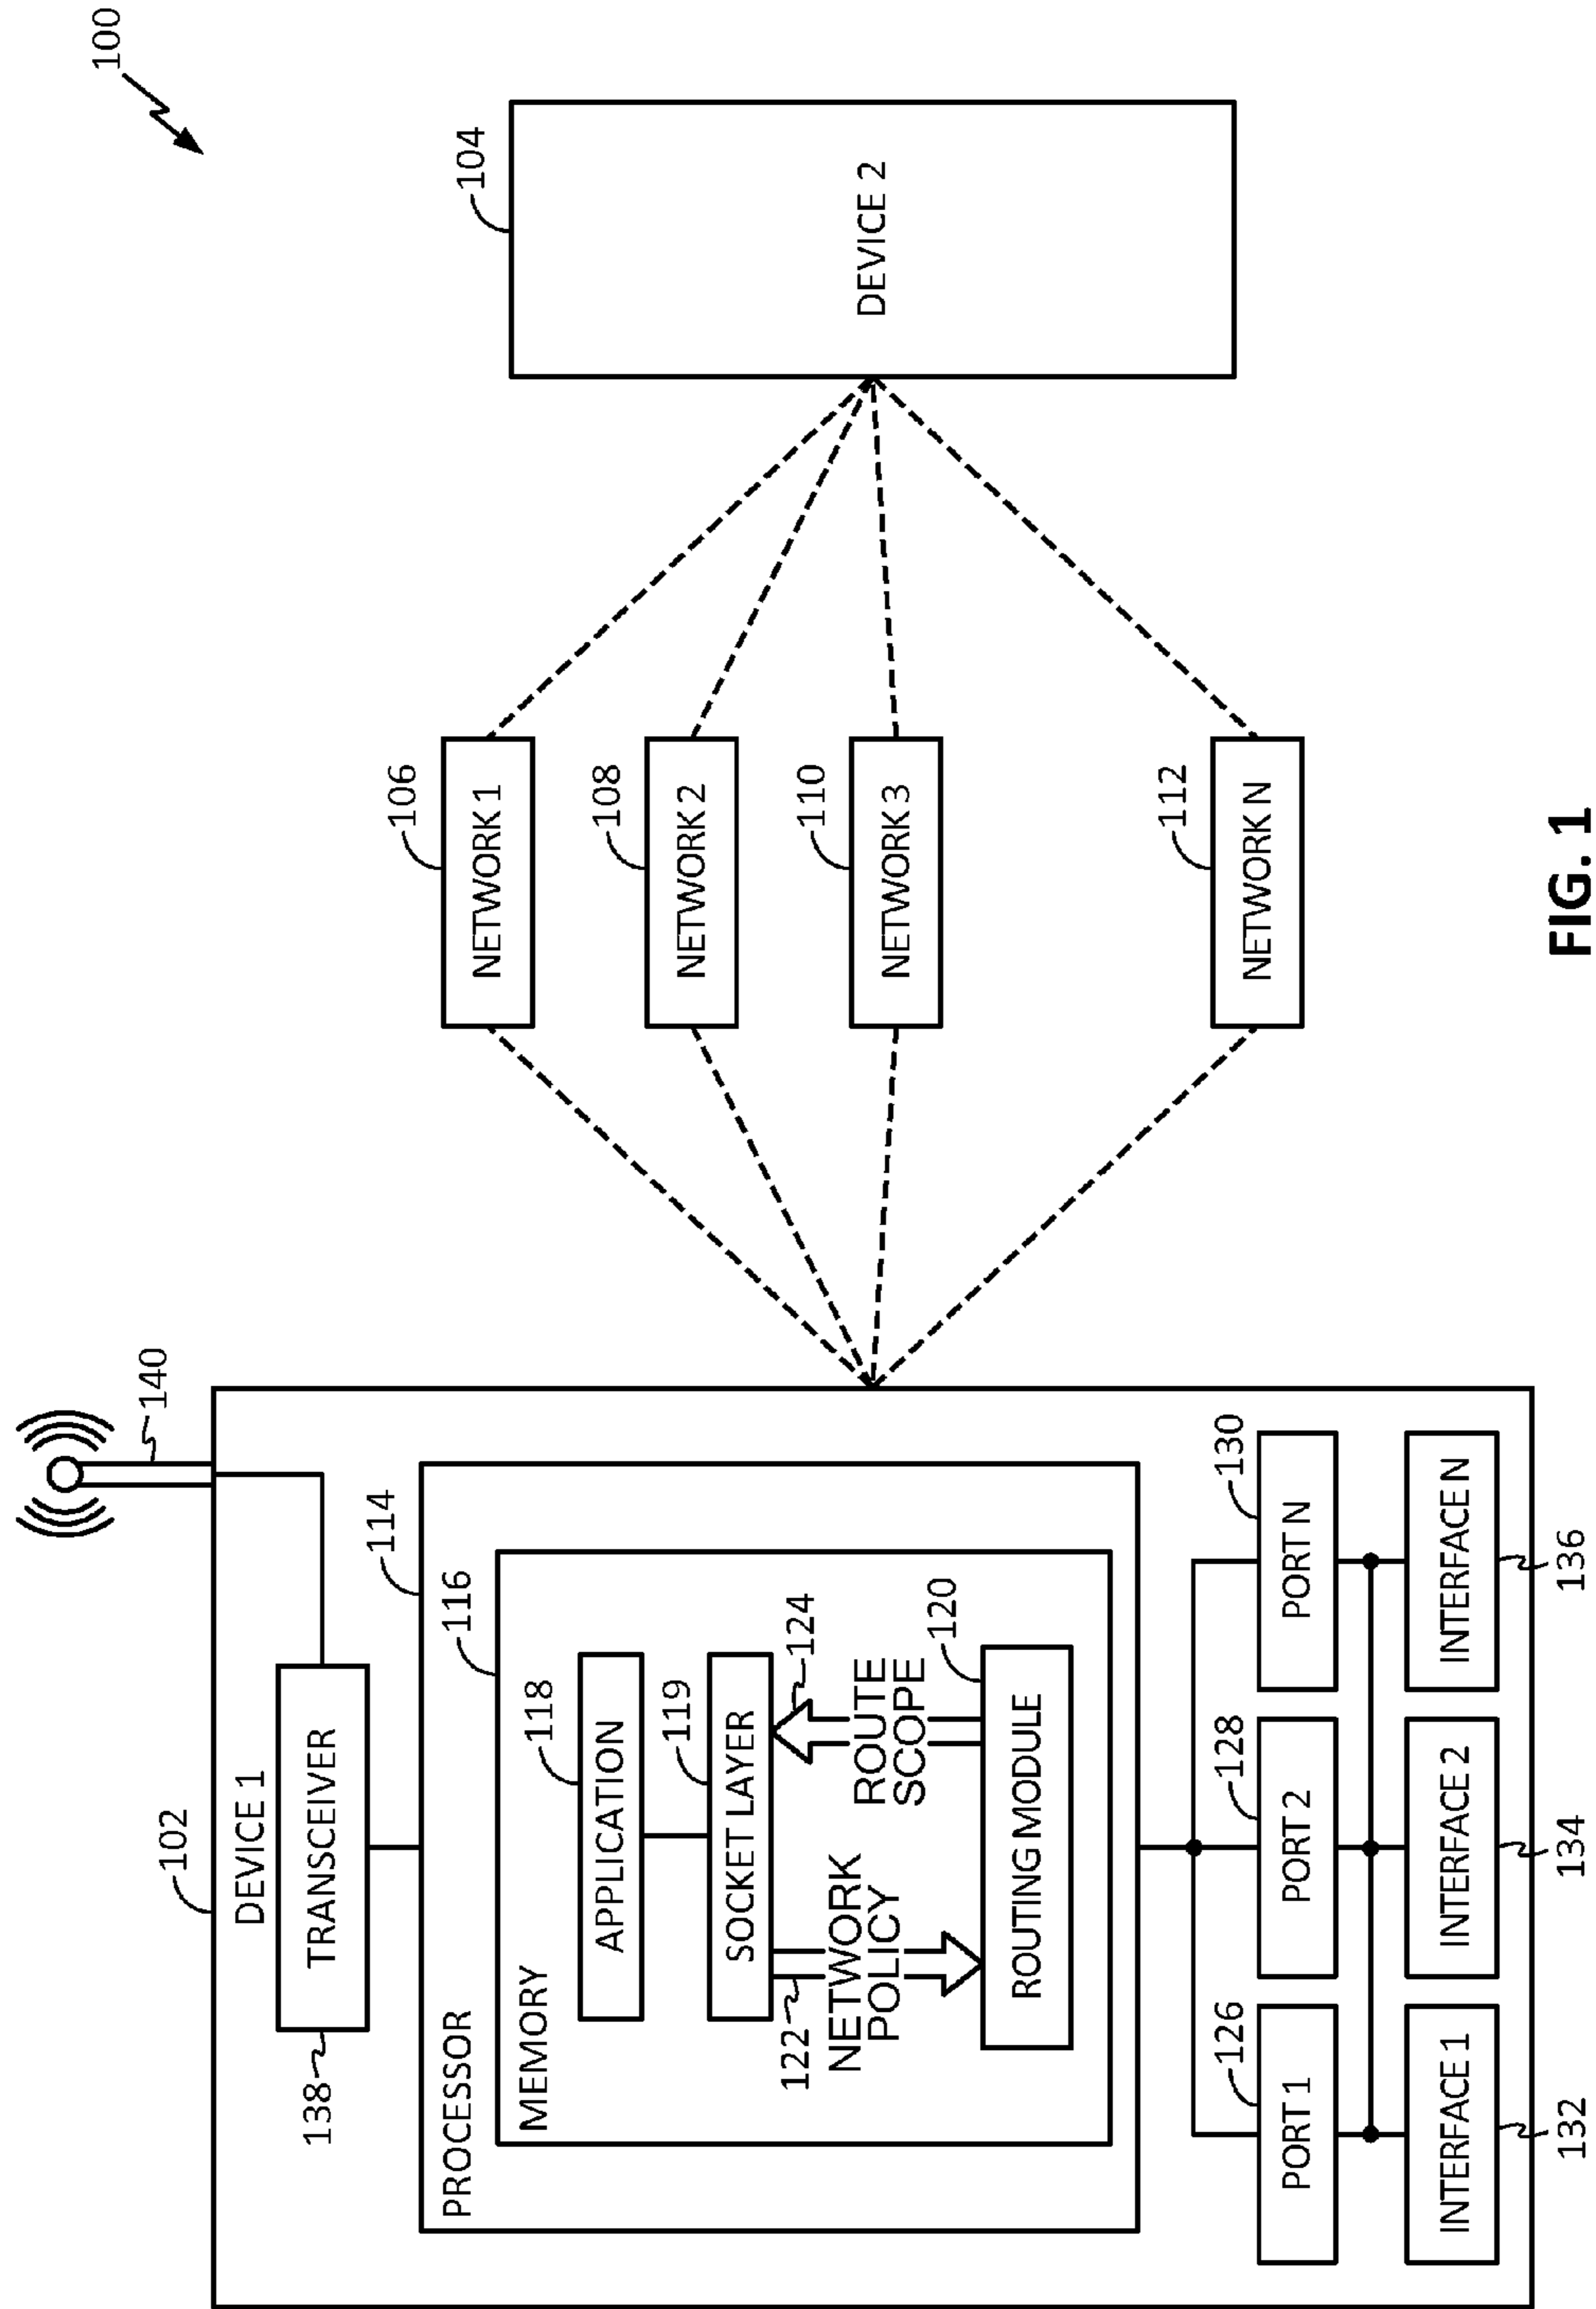 100
140
102
DEVICE 1
TRANSCEIVER
138
114
PROCESSOR
116
MEMORY
118
APPLICATION
119
SOCKET LAYER
122
NETWORK
POLICY
124
ROUTE
SCOPE
120
ROUTING MODULE
126
PORT 1
128
PORT 2
130
PORT N
INTERFACE 1
INTERFACE 2
INTERFACE N
132
134
136
106
NETWORK 1
108
NETWORK 2
110
NETWORK 3
112
NETWORK N
104
DEVICE 2
FIG. 1